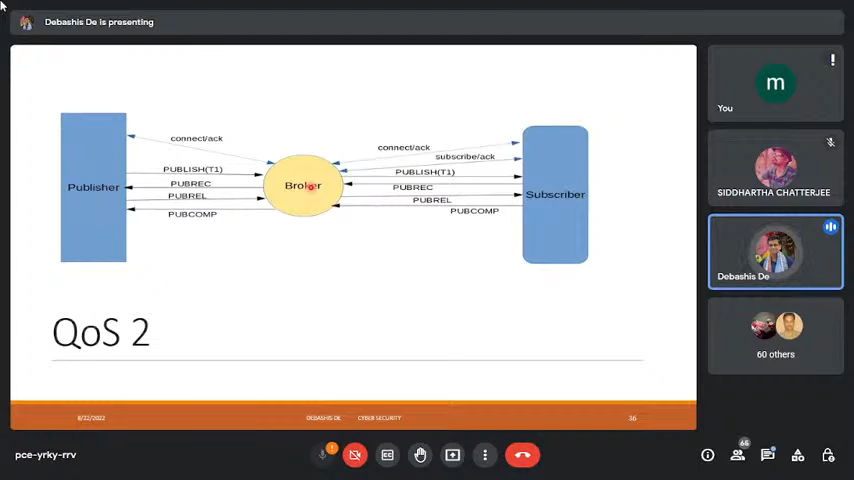 Debashis De is presenting
connect/ack
connect/ack
subscribe/ack
PUBLISH(T1)
PUBLISH(T1)
Publisher
PUBREC
Broker
PUBREC
Subscriber
PUBREL
PUBREL
PUBCOMP
PUBCOMP
QoS 2
8/22/2022
DEBASHIS DE
CYBER SECURITY
36
m
You
SIDDHARTHA CHATTERJEE
Debashis De
60 others
pce-yrky-rrv
66